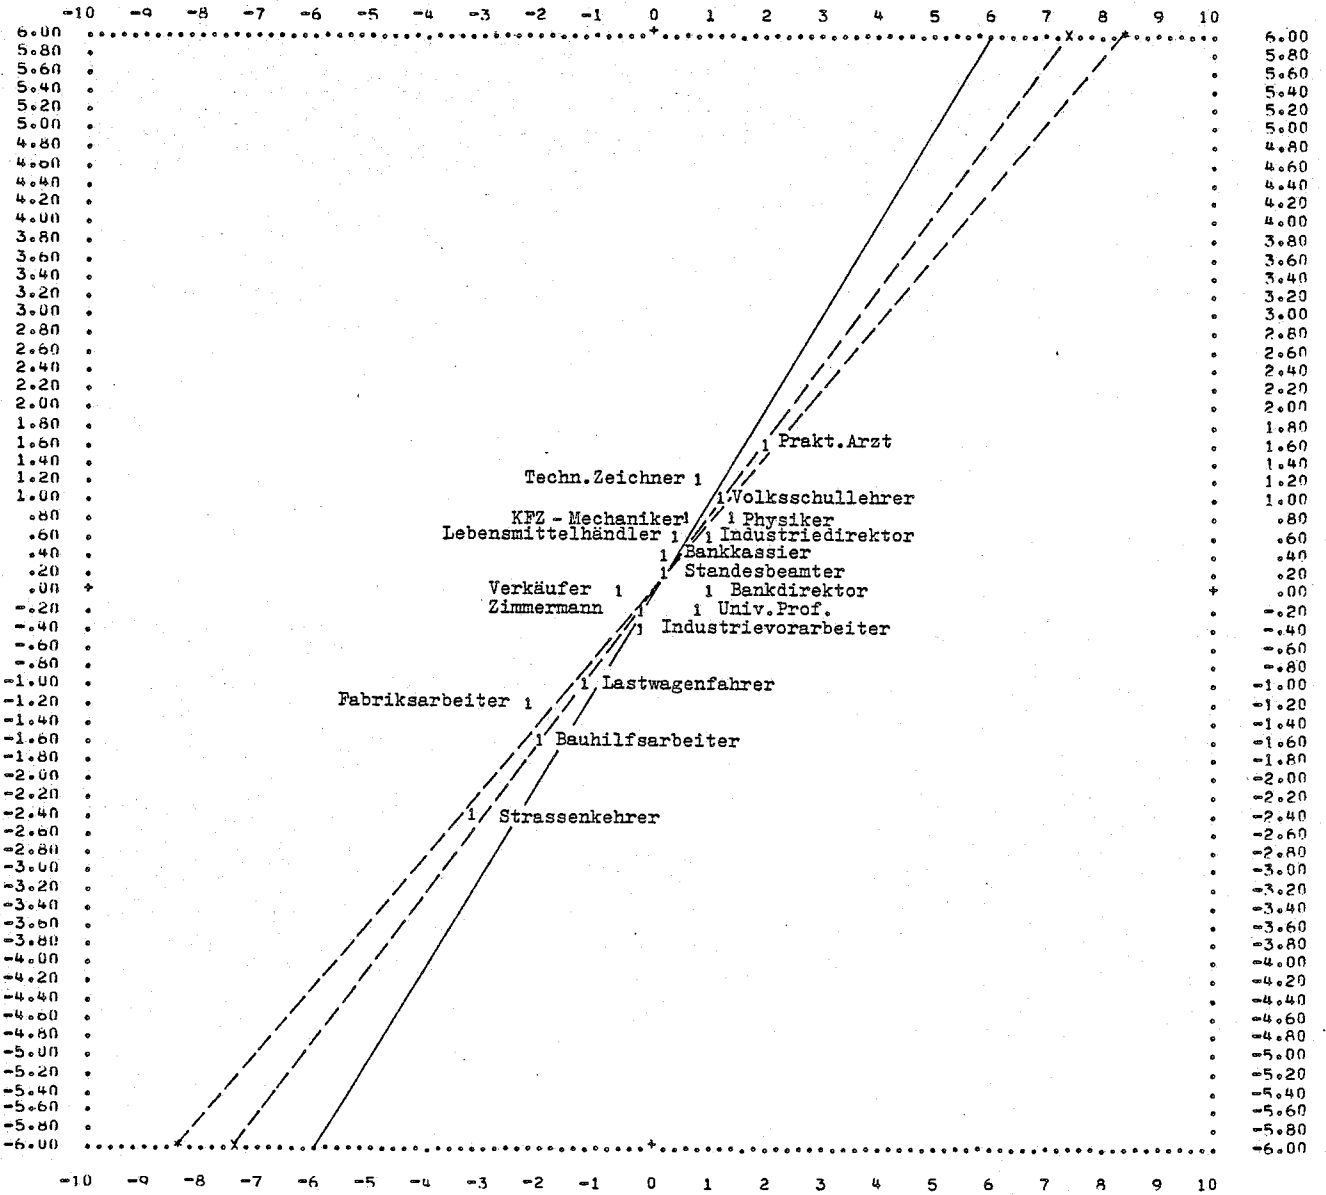 -10 -9 -8 -7 -6 -5 -4 -3 -2 -1 0 1 2 3 4 5 6 7 8 9 10
6.00 6.00
5.80 5.80
5.60 5.60
5.40 5.40
5.20 5.20
5.00 5.00
4.80 4.80
4.60 4.60
4.40 4.40
4.20 4.20
4.00 4.00
3.80 3.80
3.60 3.60
3.40 3.40
3.20 3.20
3.00 3.00
2.80 2.80
2.60 2.60
2.40 2.40
2.20 2.20
2.00 2.00
1.80 1.80
1.60 1 Prakt.Arzt 1.60
1.40 1.40
1.20 Techn.Zeichner 1 1.20
1.00 1 Volksschullehrer 1.00
.80 KFZ - Mechaniker 1 1 Physiker .80
.60 Lebensmittelhändler 1 1 Industriedirektor .60
.40 1 Bankkassier .40
.20 1 Standesbeamter .20
.00 Verkäufer 1 1 Bankdirektor .00
-.20 Zimmermann 1 1 Univ.Prof. -.20
-.40 1 Industrievorarbeiter -.40
-.60 -.60
-.80 -.80
-1.00 1 Lastwagenfahrer -1.00
-1.20 Fabriksarbeiter 1 -1.20
-1.40 -1.40
-1.60 1 Bauhilfsarbeiter -1.60
-1.80 -1.80
-2.00 -2.00
-2.20 -2.20
-2.40 1 Strassenkehrer -2.40
-2.60 -2.60
-2.80 -2.80
-3.00 -3.00
-3.20 -3.20
-3.40 -3.40
-3.60 -3.60
-3.80 -3.80
-4.00 -4.00
-4.20 -4.20
-4.40 -4.40
-4.60 -4.60
-4.80 -4.80
-5.00 -5.00
-5.20 -5.20
-5.40 -5.40
-5.60 -5.60
-5.80 -5.80
-6.00 -6.00
-10 -9 -8 -7 -6 -5 -4 -3 -2 -1 0 1 2 3 4 5 6 7 8 9 10